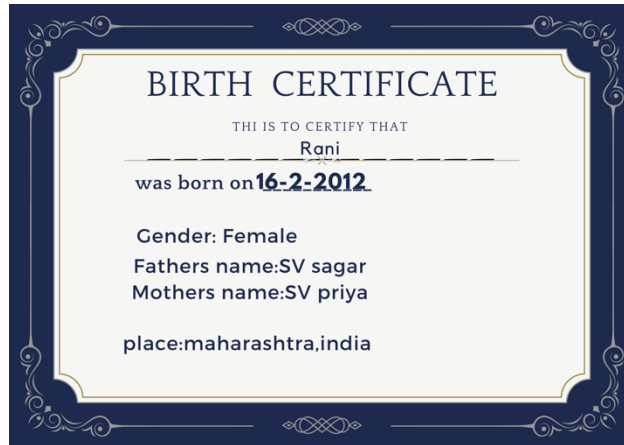 BIRTH CERTIFICATE
THI IS TO CERTIFY THAT
Rani
was born on 16-2-2012
Gender: Female
Fathers name:SV sagar
Mothers name:SV priya
place:maharashtra,india